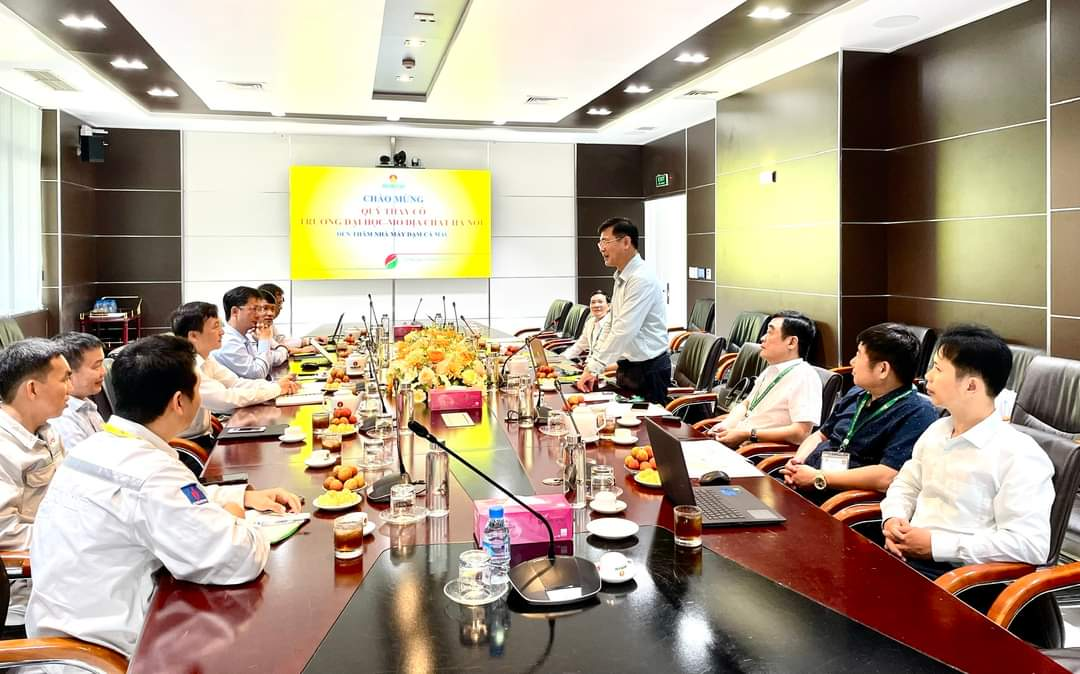 CHÀO MỪNG
QUÝ THẦY CÔ
TRƯỜNG ĐẠI HỌC MỎ ĐỊA CHẤT HÀ NỘI
ĐẾN THĂM NHÀ MÁY ĐẠM CÀ MAU
EXIT